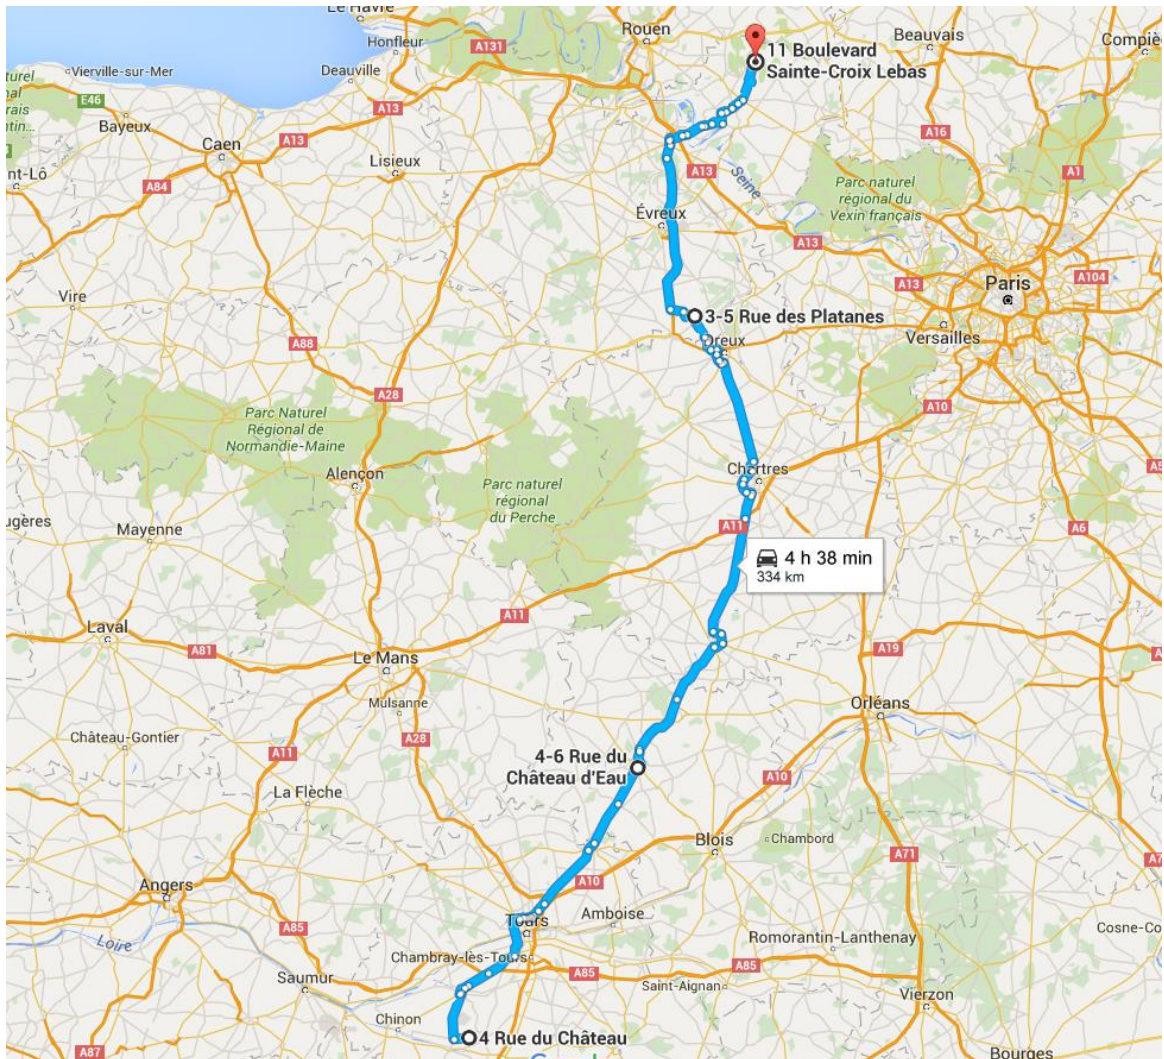 Le Havre
Rouen
Beauvais
Compiè
11 Boulevard
Sainte-Croix Lebas
Honfleur
A131
Vierville-sur-Mer
Deauville
E46
A13
Bayeux
Caen
A13
Lisieux
A16
A1
nt-Lô
A84
A13
Seine
Parc naturel
régional du
Vexin français
Évreux
A13
A13
A104
Paris
Vire
3-5 Rue des Platanes
Versailles
Dreux
A88
A28
A10
Parc Naturel
Régional de
Normandie-Maine
Alençon
Chartres
Parc naturel
régional
du Perche
ugères
Mayenne
A11
A6
4 h 38 min
334 km
A11
Laval
A81
Le Mans
A19
Mulsanne
Orléans
Château-Gontier
A28
A11
4-6 Rue du
Château d'Eau
A10
La Flèche
Blois
Chambord
A71
A10
Angers
Tours
Amboise
A85
Loire
Romorantin-Lanthenay
Cosne-Co
Chambray-lès-Tours
A85
A85
Saumur
Saint-Aignan
Vierzon
Chinon
4 Rue du Château
A87
Bourges